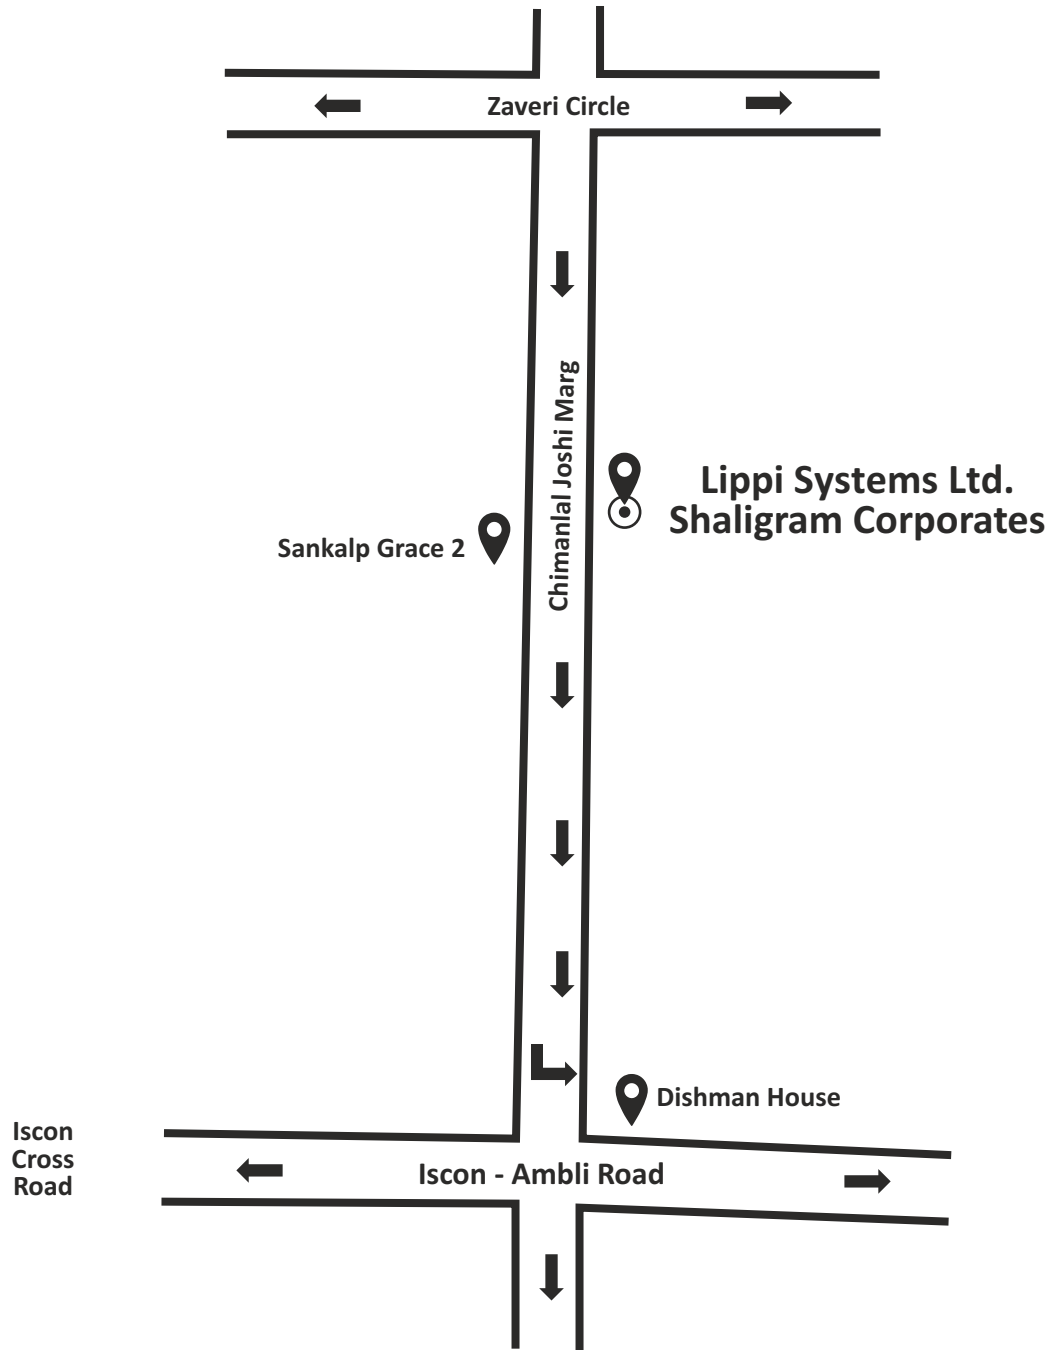 Zaveri Circle
Chimanlal Joshi Marg
Lippi Systems Ltd.
Shaligram Corporates
Sankalp Grace 2
Dishman House
Iscon
Cross
Road
Iscon - Ambli Road